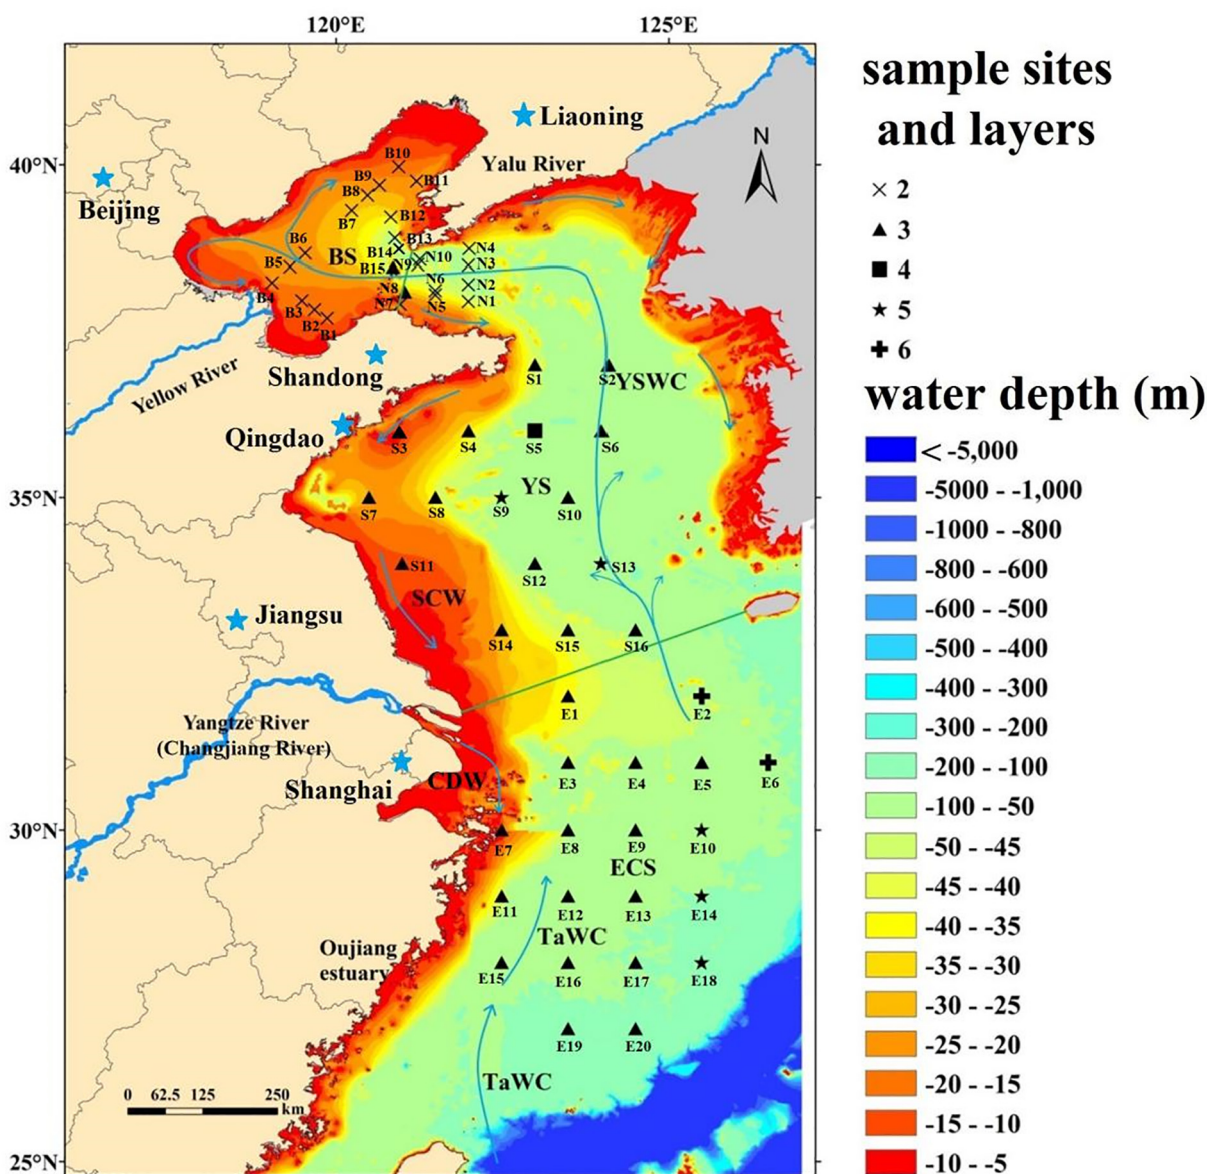 120°E
125°E
40°N
35°N
30°N
25°N
N
Liaoning
Yalu River
Beijing
B10
B9
B11
B8
B7
B12
B6
B13
BS
B14
N10
N4
B5
B15
N9
N3
B4
N8
N6
N2
B3
N7
N5
N1
B2
B1
Yellow River
Shandong
S1
S2
YSWC
Qingdao
S3
S4
S5
S6
YS
S7
S8
S9
S10
S11
S12
S13
SCW
Jiangsu
S14
S15
S16
Yangtze River
(Changjiang River)
E1
E2
Shanghai
CDW
E3
E4
E5
E6
E7
E8
E9
E10
ECS
E11
E12
E13
E14
TaWC
Oujiang
estuary
E15
E16
E17
E18
E19
E20
TaWC
0 62.5 125 250
km
sample sites
and layers
2
3
4
5
6
water depth (m)
< -5,000
-5000 - -1,000
-1000 - -800
-800 - -600
-600 - -500
-500 - -400
-400 - -300
-300 - -200
-200 - -100
-100 - -50
-50 - -45
-45 - -40
-40 - -35
-35 - -30
-30 - -25
-25 - -20
-20 - -15
-15 - -10
-10 - -5